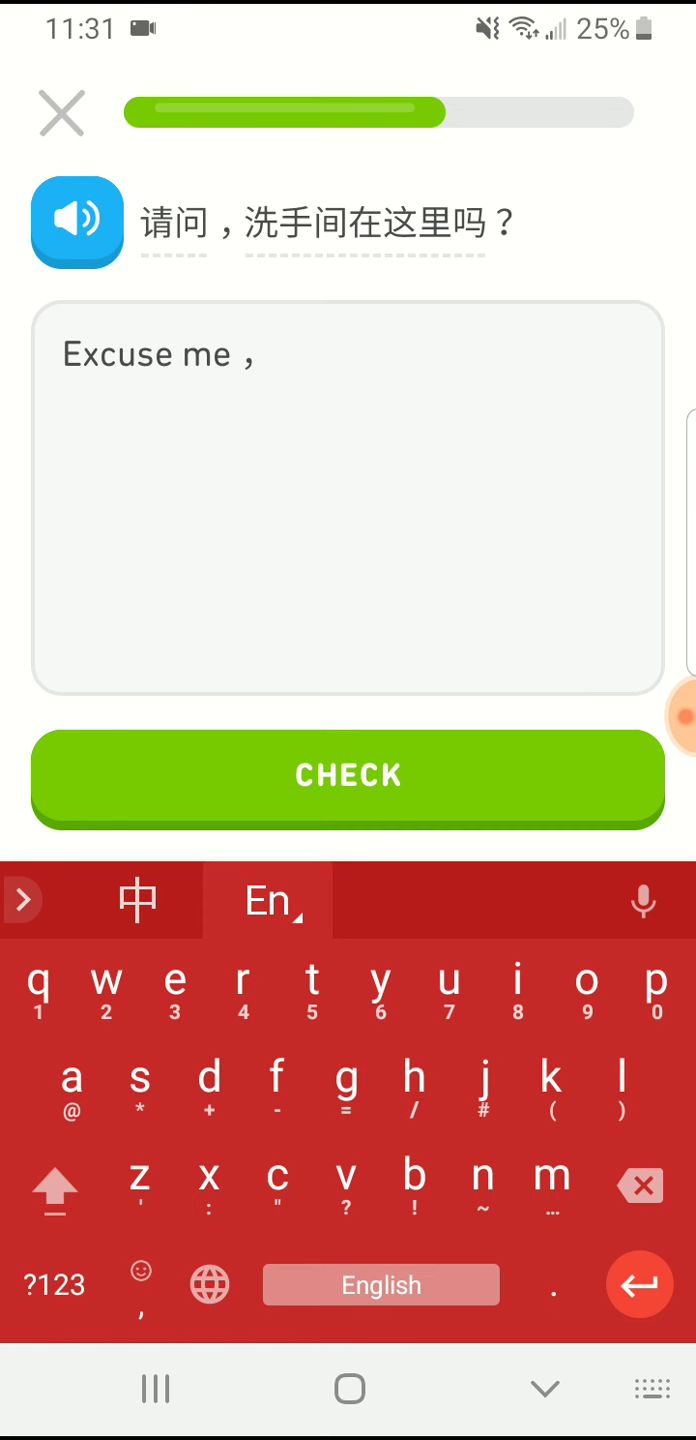 11:31 25%
请问，洗手间在这里吗？
Excuse me ，
CHECK
中 En
q w e r t y u i o p
1 2 3 4 5 6 7 8 9 0
a s d f g h j k l
@ * + - = / # ( )
z x c v b n m
' : " ? ! ~ ...
?123 , English .